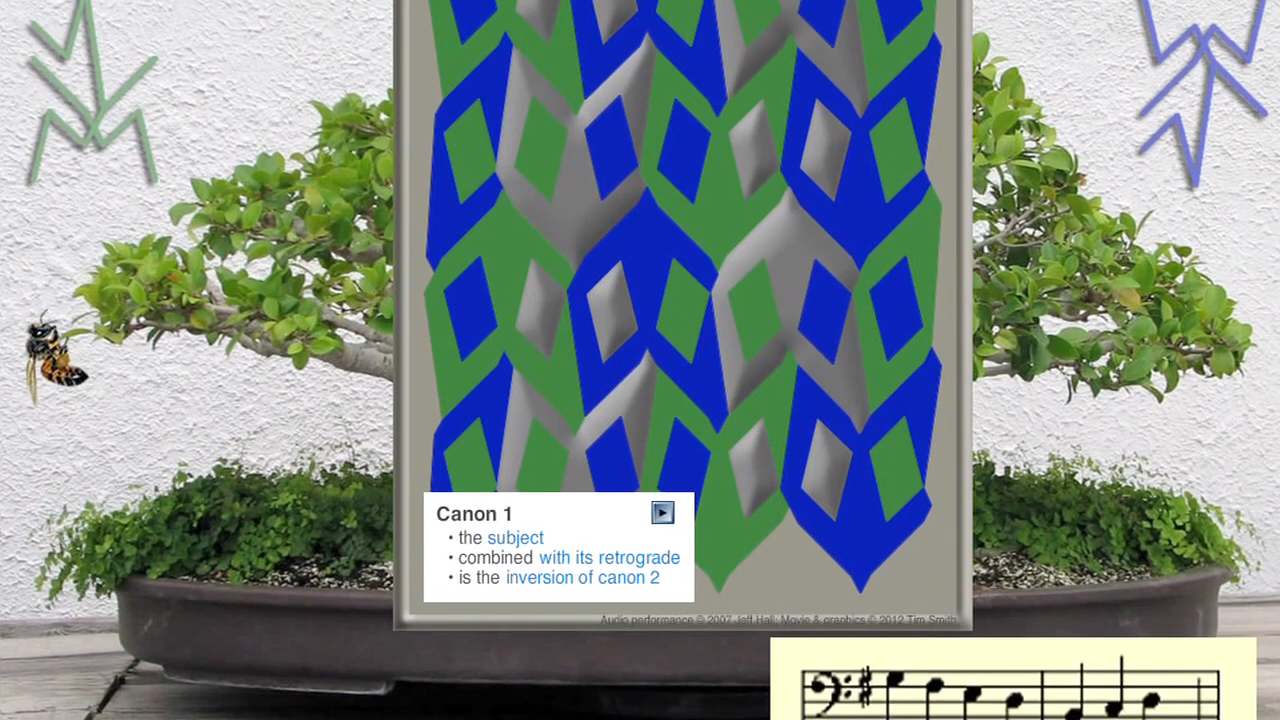 Canon 1
• the subject
• combined with its retrograde
• is the inversion of canon 2
Audio performance © 2007 Jeff Hall; Movie & graphics © 2012 Tim Smith